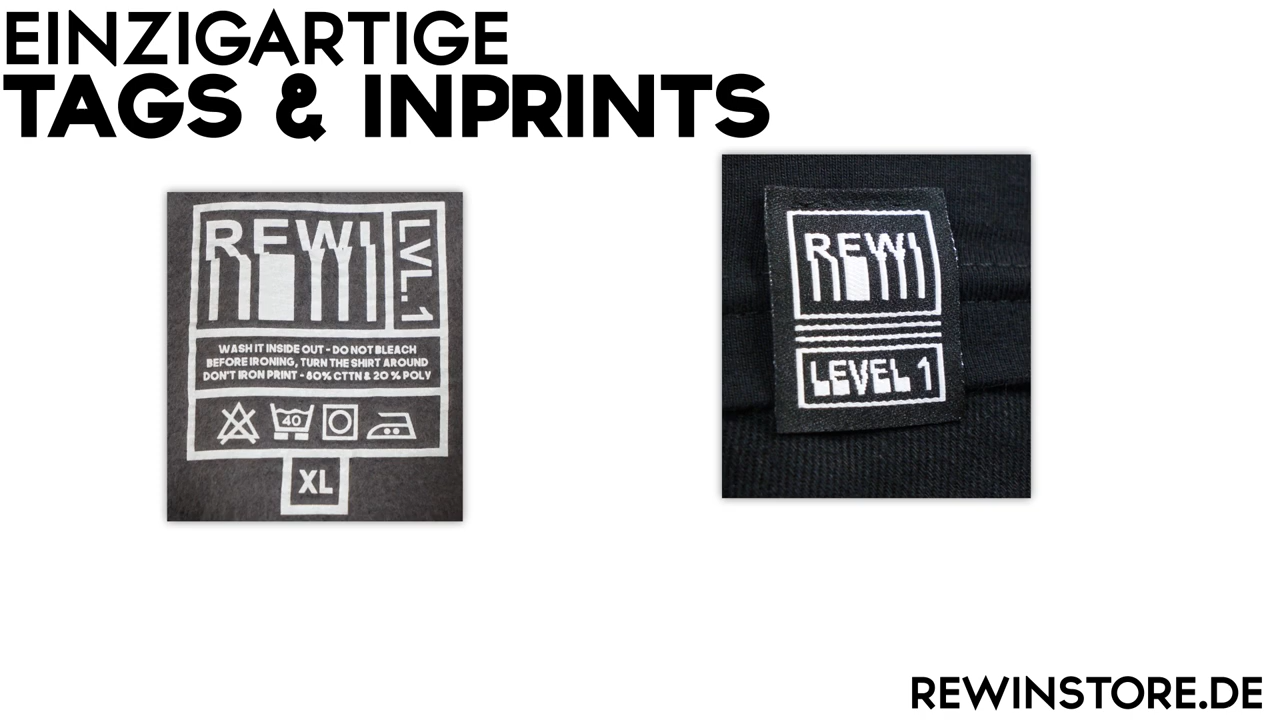 EINZIGARTIGE
TAGS & INPRINTS
REWI
LVL.1
WASH IT INSIDE OUT - DO NOT BLEACH
BEFORE IRONING, TURN THE SHIRT AROUND
DON'T IRON PRINT - 80% CTTN & 20 % POLY
40
XL
REWI
LEVEL 1
REWINSTORE.DE